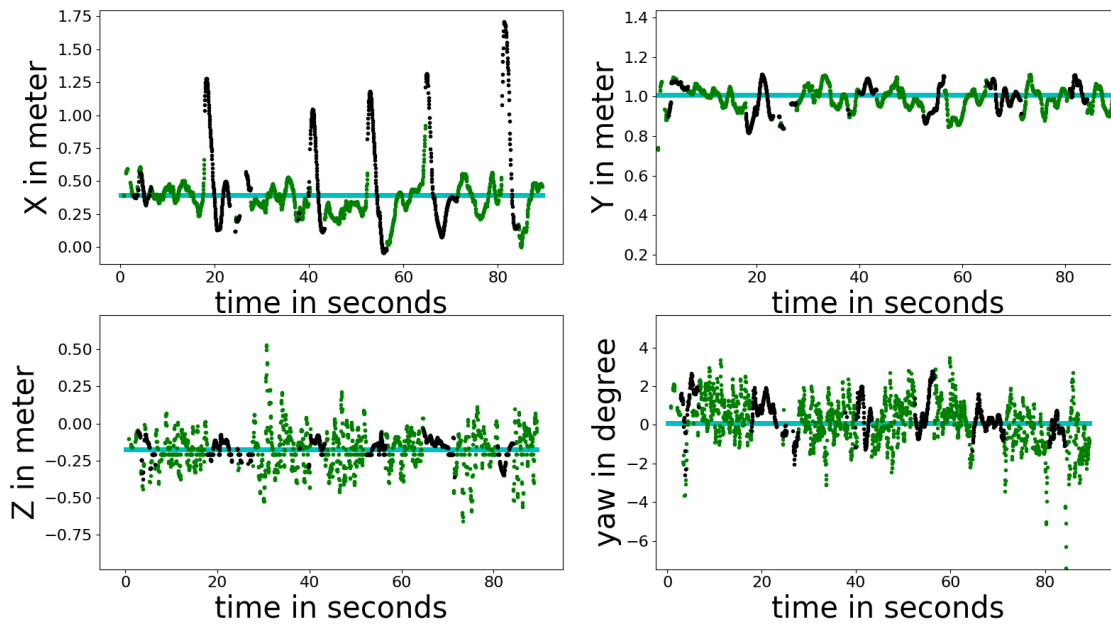 X in meter
1.75
1.50
1.25
1.00
0.75
0.50
0.25
0.00
0 20 40 60 80
time in seconds
Y in meter
1.4
1.2
1.0
0.8
0.6
0.4
0.2
20 40 60 80
time in seconds
Z in meter
0.50
0.25
0.00
−0.25
−0.50
−0.75
0 20 40 60 80
time in seconds
yaw in degree
4
2
0
−2
−4
−6
0 20 40 60 80
time in seconds